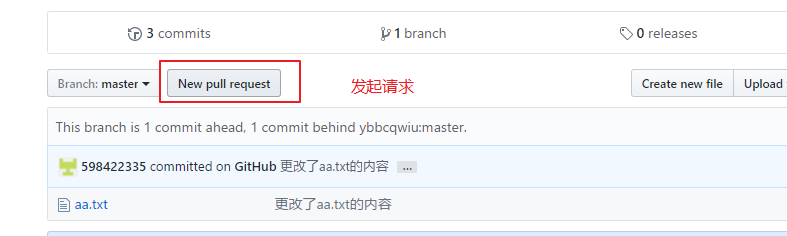 3 commits 1 branch 0 releases
Branch: master New pull request 发起请求 Create new file Upload
This branch is 1 commit ahead, 1 commit behind ybbcqwiu:master.
598422335 committed on GitHub 更改了aa.txt的内容 ...
aa.txt 更改了aa.txt的内容